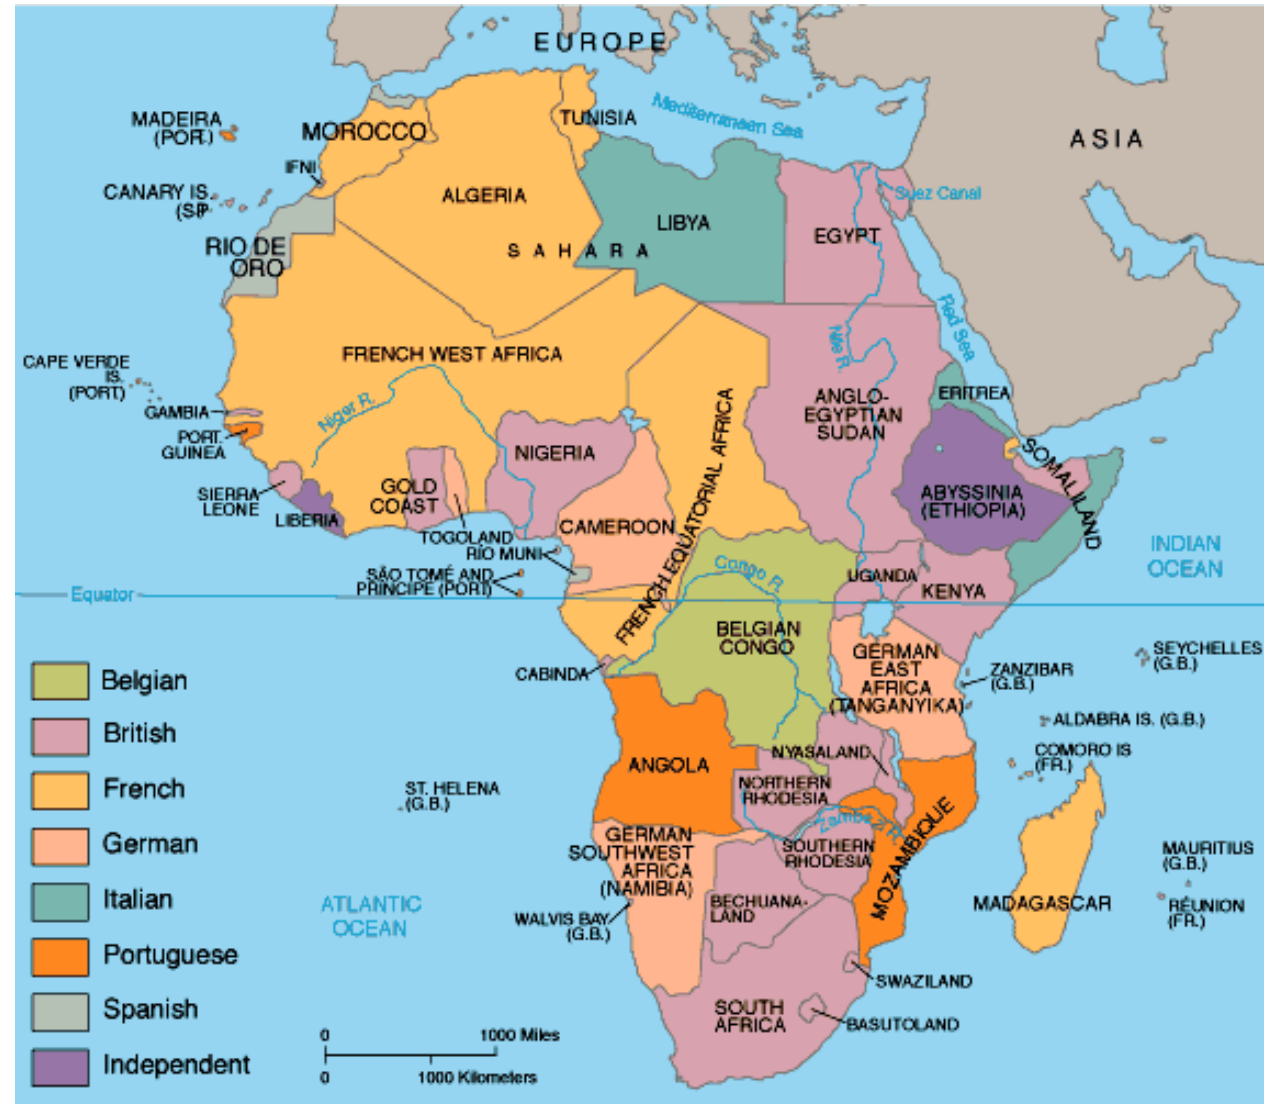 EUROPE
ASIA
Mediterranean Sea
MADEIRA
(PORT.)
MOROCCO
TUNISIA
IFNI
CANARY IS.
(SP.)
ALGERIA
LIBYA
EGYPT
Suez Canal
RIO DE
ORO
SAHARA
Red Sea
Nile R.
FRENCH WEST AFRICA
CAPE VERDE
IS.
(PORT)
GAMBIA
Niger R.
PORT.
GUINEA
NIGERIA
ANGLO-
EGYPTIAN
SUDAN
ERITREA
SOMALILAND
SIERRA
LEONE
LIBERIA
GOLD
COAST
TOGOLAND
CAMEROON
FRENCH EQUATORIAL AFRICA
ABYSSINIA
(ETHIOPIA)
RÍO MUNI
SÃO TOMÉ AND
PRINCIPE (PORT)
INDIAN
OCEAN
Congo R.
UGANDA
KENYA
Equator
BELGIAN
CONGO
CABINDA
GERMAN
EAST
AFRICA
(TANGANYIKA)
ZANZIBAR
(G.B.)
SEYCHELLES
(G.B.)
ALDABRA IS. (G.B.)
COMORO IS
(FR.)
ANGOLA
NYASALAND
NORTHERN
RHODESIA
ST. HELENA
(G.B.)
Zambezi R.
GERMAN
SOUTHWEST
AFRICA
(NAMIBIA)
SOUTHERN
RHODESIA
MOZAMBIQUE
MAURITIUS
(G.B.)
RÉUNION
(FR.)
MADAGASCAR
BECHUANA-
LAND
WALVIS BAY
(G.B.)
ATLANTIC
OCEAN
SWAZILAND
SOUTH
AFRICA
BASUTOLAND
Belgian
British
French
German
Italian
Portuguese
Spanish
Independent
0 1000 Miles
0 1000 Kilometers